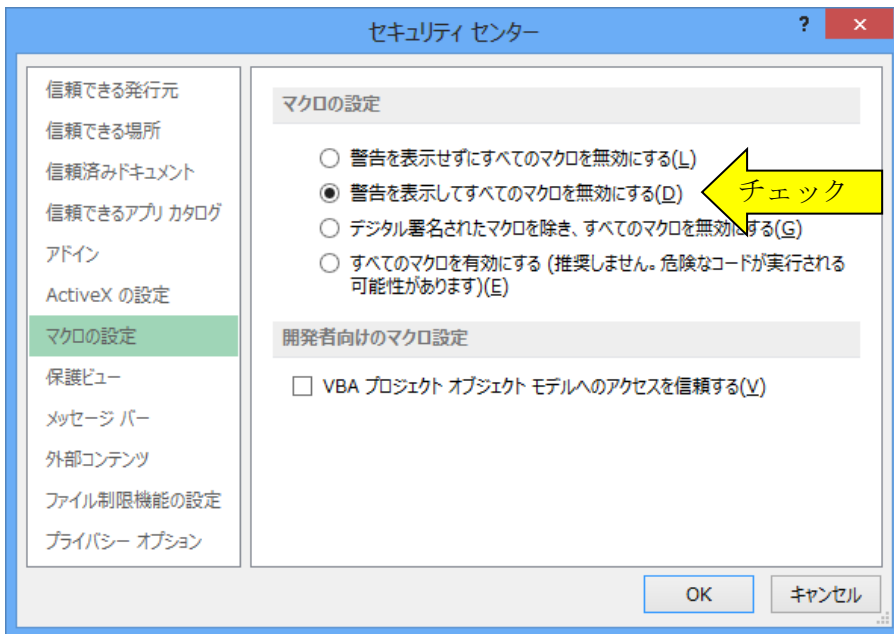 セキュリティ センター
? ×
信頼できる発行元
信頼できる場所
信頼済みドキュメント
信頼できるアプリ カタログ
アドイン
ActiveX の設定
マクロの設定
保護ビュー
メッセージ バー
外部コンテンツ
ファイル制限機能の設定
プライバシー オプション
マクロの設定
警告を表示せずにすべてのマクロを無効にする(L)
警告を表示してすべてのマクロを無効にする(D)
チェック
デジタル署名されたマクロを除き、すべてのマクロを無効にする(G)
すべてのマクロを有効にする (推奨しません。危険なコードが実行される
可能性があります)(E)
開発者向けのマクロ設定
VBA プロジェクト オブジェクト モデルへのアクセスを信頼する(V)
OK
キャンセル